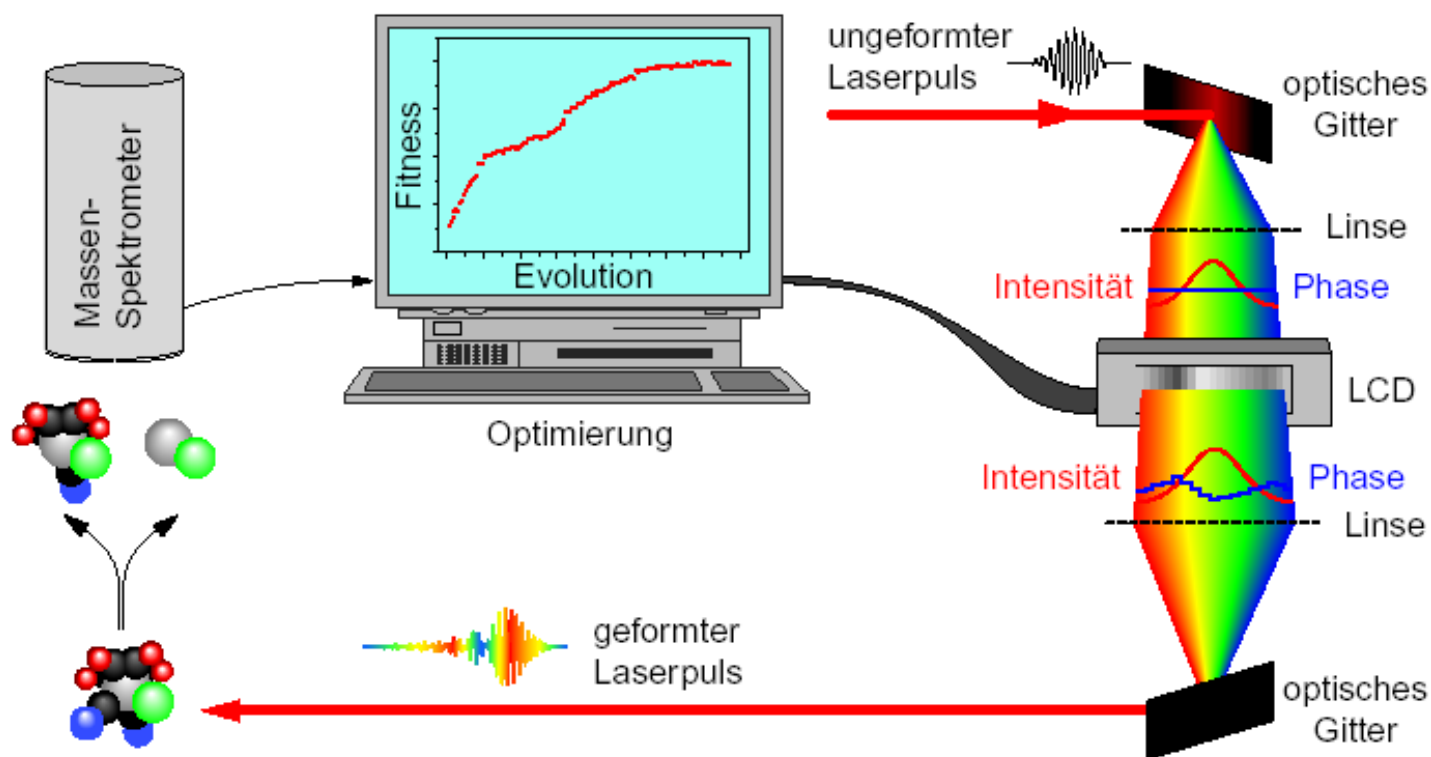 ungeformter
Laserpuls
optisches
Gitter
Massen-
Spektrometer
Fitness
Evolution
Linse
Intensität
Phase
LCD
Optimierung
Intensität
Phase
Linse
geformter
Laserpuls
optisches
Gitter